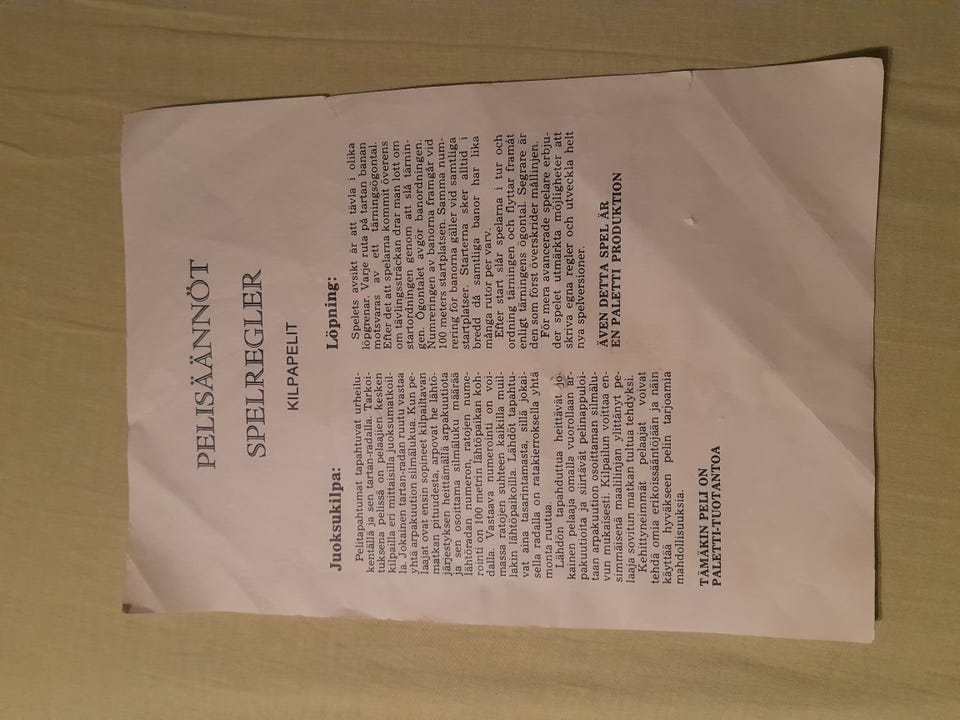 PELISÄÄNNÖT
SPELREGLER
KILPAPELIT
Juoksukilpa:
Pelitapahtumat tapahtuvat urheilu-
kentällä ja sen tartan-radalla. Tarkoi-
tuksena pelissä on pelaajien kesken
kilpailla eri mittaisilla juoksumatkoil-
la. Jokainen tartan-radan ruutu vastaa
yhtä arpakuution silmälukua. Kun pe-
laajat ovat ensin sopineet kilpailtavan
matkan pituudesta, arpovat he lähtö-
järjestyksen heittämällä arpakuutiota
ja sen osoittama silmäluku määrää
lähtöradan numeron, ratojen nume-
rointi on 100 metrin lähtöpaikan koh-
dalla. Vastaava numerointi on voi-
massa ratojen suhteen kaikilla muil-
lakin lähtöpaikoilla. Lähdöt tapahtu-
vat aina tasarintamasta, sillä jokai-
sella radalla on ratakierroksella yhtä
monta ruutua.
Lähdön tapahduttua heittävät jo-
kainen pelaaja omalla vuorollaan ar-
pakuutioita ja siirtävät pelinappuloi-
taan arpakuution osoittaman silmälu-
vun mukaisesti. Kilpailun voittaa en-
simmäisenä maalilinjan ylittänyt pe-
laaja sovitun matkan tultua tehdyksi.
Kehittyneimmät pelaajat voivat
tehdä omia erikoissääntöjään ja näin
käyttää hyväkseen pelin tarjoamia
mahdollisuuksia.
TÄMÄKIN PELI ON
PALETTI-TUOTANTOA
Löpning:
Spelets avsikt är att tävla i olika
löpgrenar. Varje ruta på tartan banan
motsvaras av ett tärningsögontal.
Efter det att spelarna kommit överens
om tävlingssträckan drar man lott om
startordningen genom att slå tärnin-
gen. Ögontalet avgör banordningen.
Numreringen av banorna framgår vid
100 meters startplatsen. Samma num-
rering för banorna gäller vid samtliga
startplatser. Starterna sker alltid i
bredd då samtliga banor har lika
många rutor per varv.
Efter start slår spelarna i tur och
ordning tärningen och flyttar framåt
enligt tärningens ögontal. Segrare är
den som först överskrider mållinjen.
För mera avancerade spelare erbju-
der spelet utmärkta möjligheter att
skriva egna regler och utveckla helt
nya spelversioner.
ÄVEN DETTA SPEL ÄR
EN PALETTI PRODUKTION